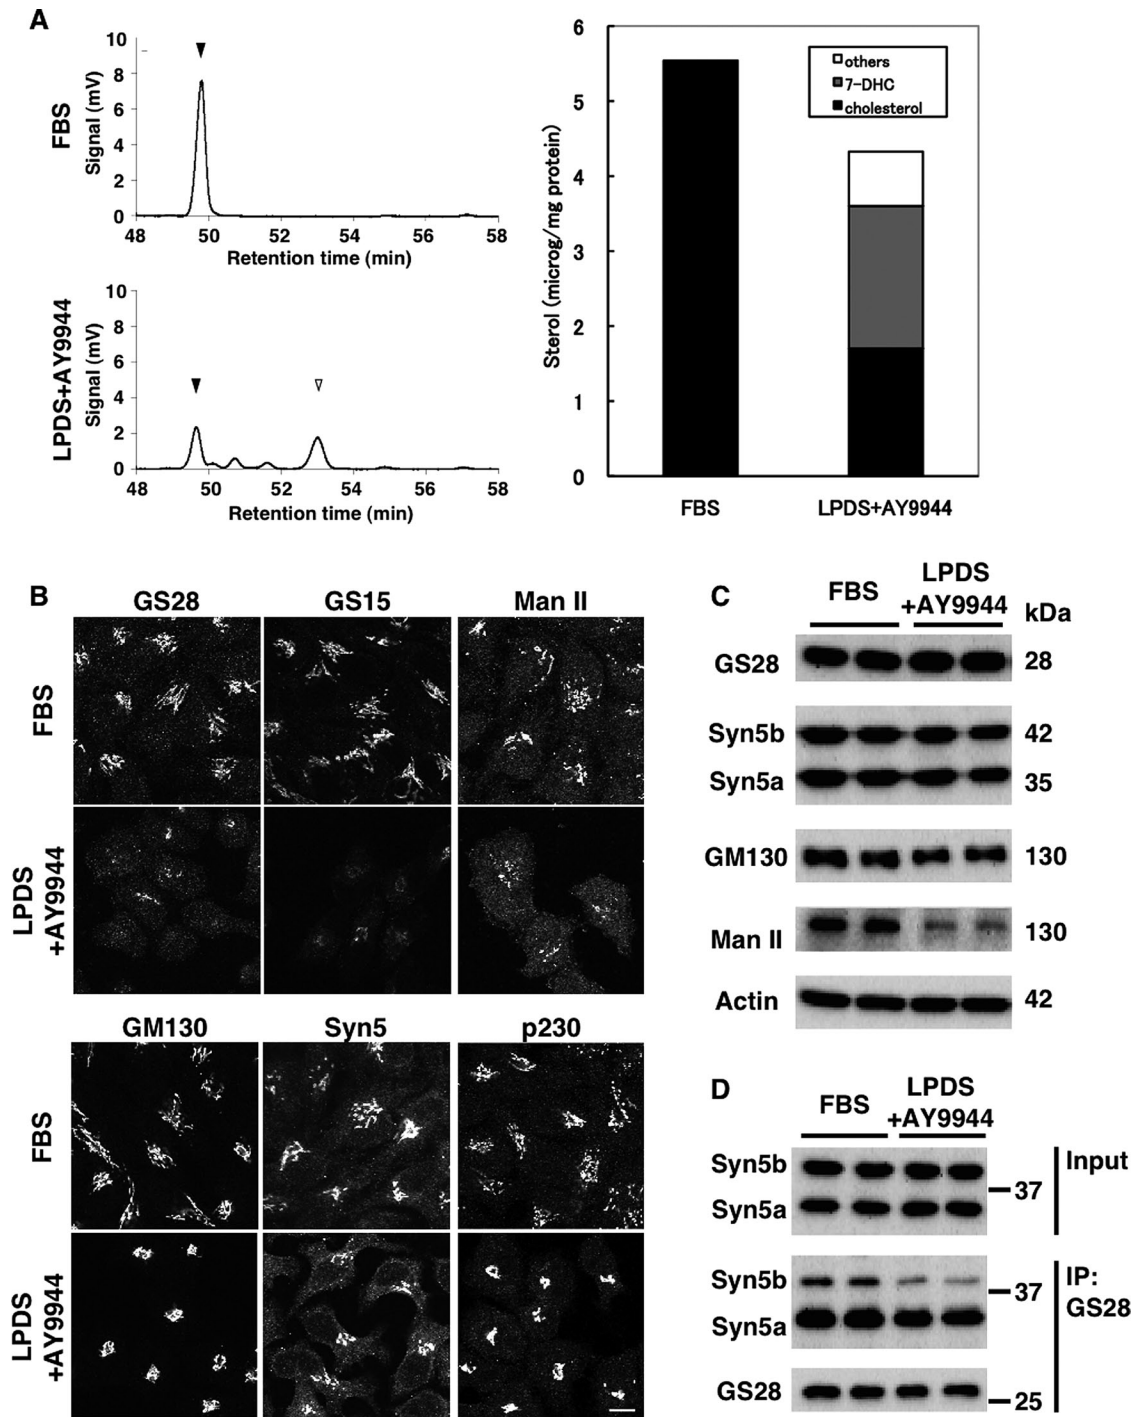 A
FBS
Signal (mV)
10
8
6
4
2
0
48 50 52 54 56 58
Retention time (min)
LPDS+AY9944
Signal (mV)
10
8
6
4
2
0
48 50 52 54 56 58
Retention time (min)
Sterol (microg/mg protein)
6
5
4
3
2
1
0
others
7-DHC
cholesterol
FBS LPDS+AY9944
B
GS28 GS15 Man II
FBS
LPDS
+AY9944
GM130 Syn5 p230
FBS
LPDS
+AY9944
C
FBS
LPDS
+AY9944
kDa
GS28 28
Syn5b 42
Syn5a 35
GM130 130
Man II 130
Actin 42
D
FBS
LPDS
+AY9944
Syn5b
Syn5a
37
Input
Syn5b
Syn5a
37
IP:
GS28
GS28
25